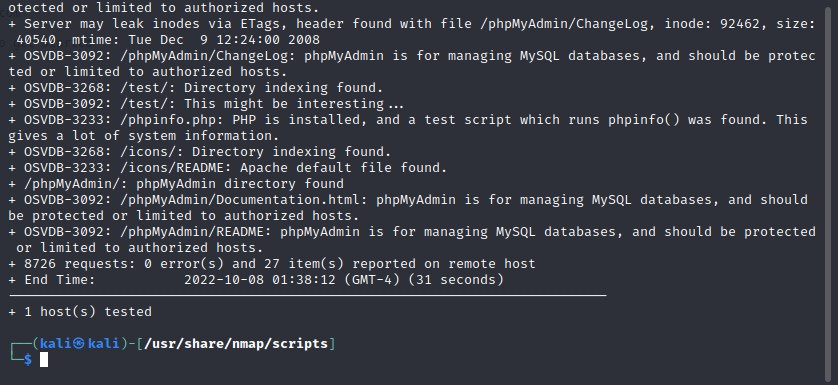 otected or limited to authorized hosts.
+ Server may leak inodes via ETags, header found with file /phpMyAdmin/ChangeLog, inode: 92462, size:
 40540, mtime: Tue Dec  9 12:24:00 2008
+ OSVDB-3092: /phpMyAdmin/ChangeLog: phpMyAdmin is for managing MySQL databases, and should be protec
ted or limited to authorized hosts.
+ OSVDB-3268: /test/: Directory indexing found.
+ OSVDB-3092: /test/: This might be interesting...
+ OSVDB-3233: /phpinfo.php: PHP is installed, and a test script which runs phpinfo() was found. This
gives a lot of system information.
+ OSVDB-3268: /icons/: Directory indexing found.
+ OSVDB-3233: /icons/README: Apache default file found.
+ /phpMyAdmin/: phpMyAdmin directory found
+ OSVDB-3092: /phpMyAdmin/Documentation.html: phpMyAdmin is for managing MySQL databases, and should
be protected or limited to authorized hosts.
+ OSVDB-3092: /phpMyAdmin/README: phpMyAdmin is for managing MySQL databases, and should be protected
 or limited to authorized hosts.
+ 8726 requests: 0 error(s) and 27 item(s) reported on remote host
+ End Time:           2022-10-08 01:38:12 (GMT-4) (31 seconds)
+ 1 host(s) tested
┌──(kali㉿kali)-[/usr/share/nmap/scripts]
└─$